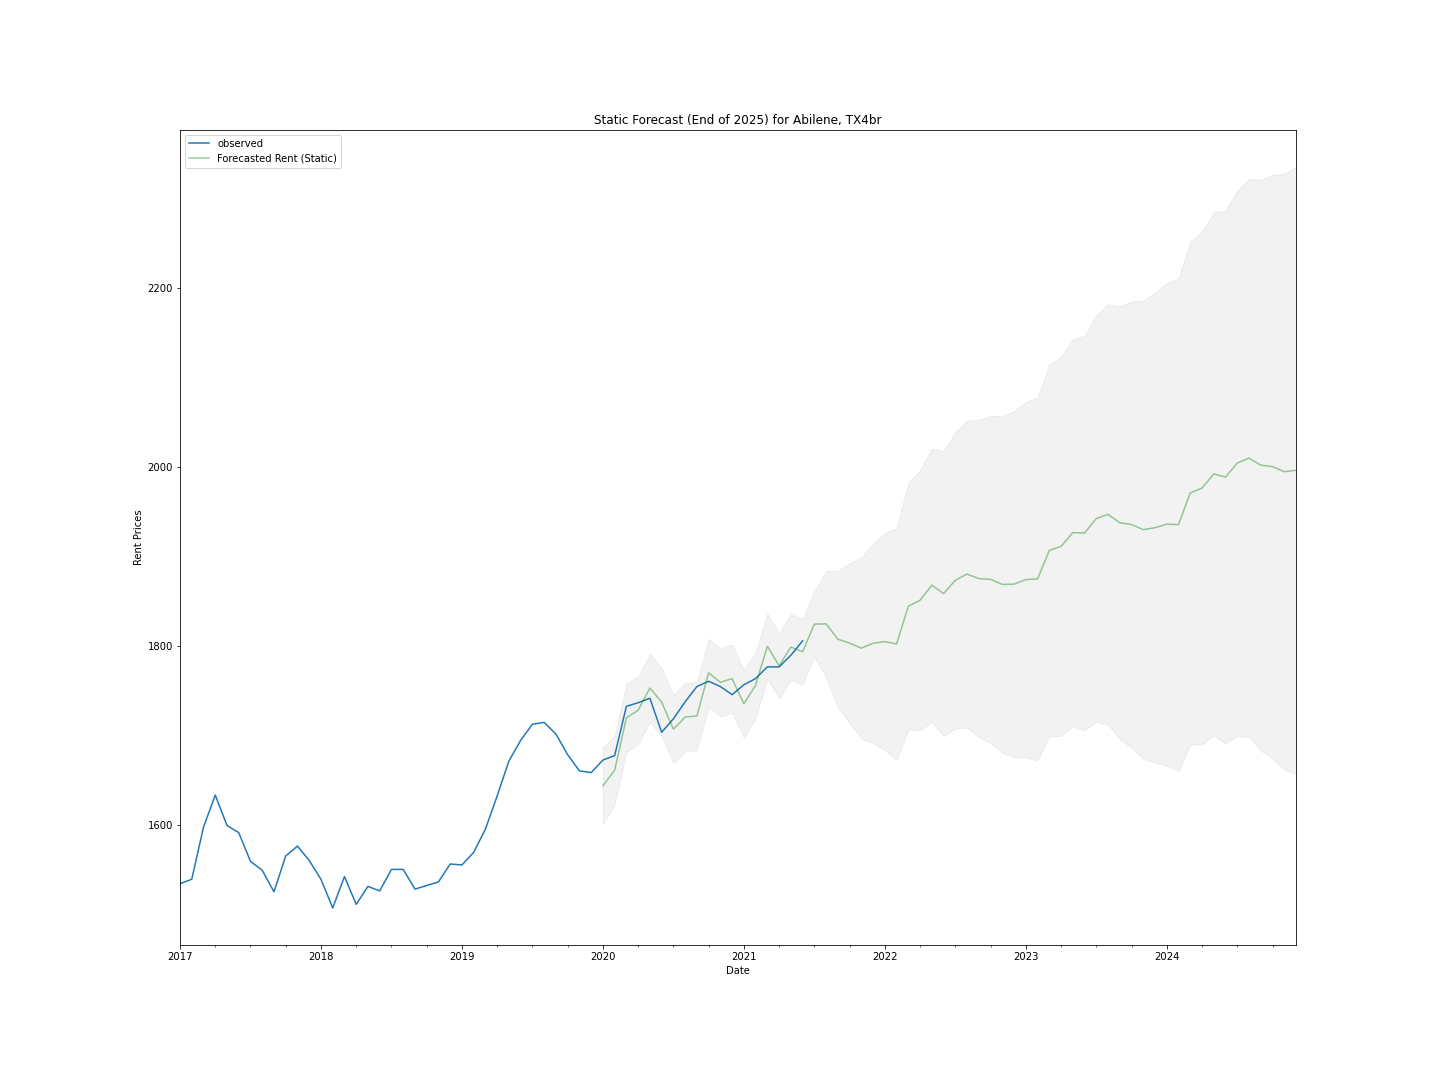 Static Forecast (End of 2025) for Abilene, TX4br
observed
Forecasted Rent (Static)
2200
2000
1800
1600
Rent Prices
2017 2018 2019 2020 2021 2022 2023 2024
Date